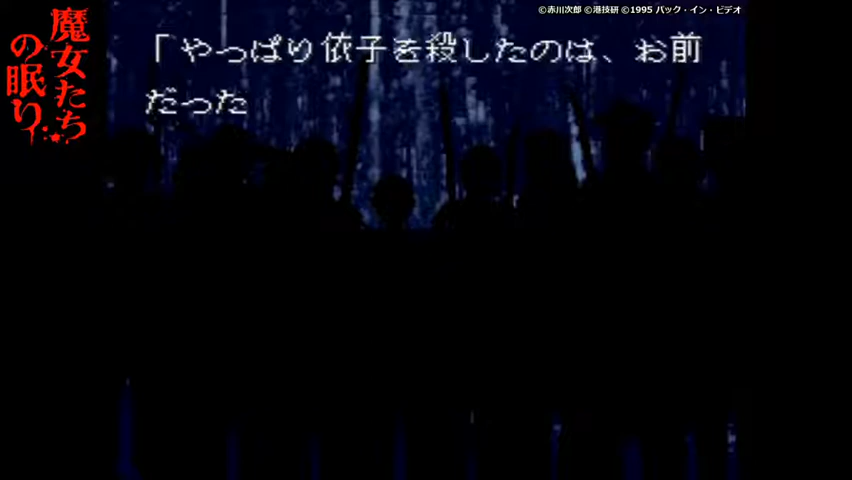 魔女たち
の眠り
©赤川次郎 ©港技研 ©1995 パック・イン・ビデオ
「やっぱり依子を殺したのは、お前
だった